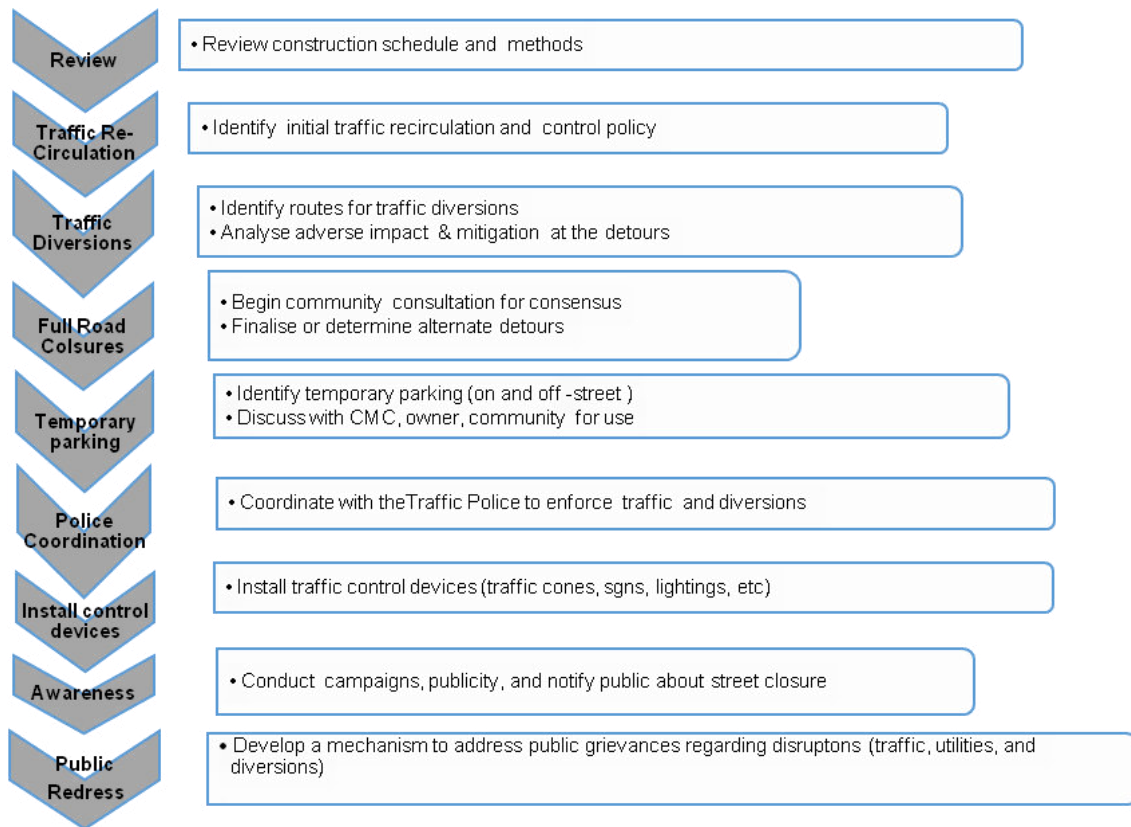 Review
• Review construction schedule and methods
Traffic Re-
Circulation
• Identify initial traffic recirculation and control policy
Traffic
Diversions
• Identify routes for traffic diversions
• Analyse adverse impact & mitigation at the detours
Full Road
Colsures
• Begin community consultation for consensus
• Finalise or determine alternate detours
Temporary
parking
• Identify temporary parking (on and off -street )
• Discuss with CMC, owner, community for use
Police
Coordination
• Coordinate with theTraffic Police to enforce traffic and diversions
Install control
devices
• Install traffic control devices (traffic cones, sgns, lightings, etc)
Awareness
• Conduct campaigns, publicity, and notify public about street closure
Public
Redress
• Develop a mechanism to address public grievances regarding disruptons (traffic, utilities, and
diversions)